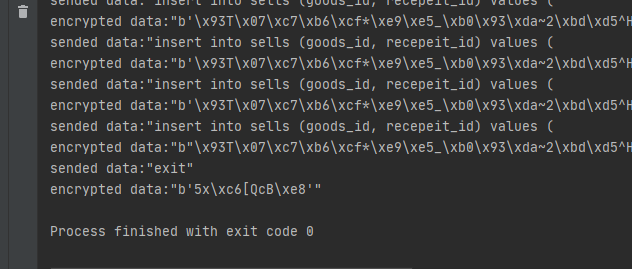 sended data:"insert into sells (goods_id, recepeit_id) values (
encrypted data:"b'\x93T\x07\xc7\xb6\xcf*\xe9\xe5_\xb0\x93\xda~2\xbd\xd5^H
sended data:"insert into sells (goods_id, recepeit_id) values (
encrypted data:"b'\x93T\x07\xc7\xb6\xcf*\xe9\xe5_\xb0\x93\xda~2\xbd\xd5^H
sended data:"insert into sells (goods_id, recepeit_id) values (
encrypted data:"b'\x93T\x07\xc7\xb6\xcf*\xe9\xe5_\xb0\x93\xda~2\xbd\xd5^H
sended data:"insert into sells (goods_id, recepeit_id) values (
encrypted data:"b"\x93T\x07\xc7\xb6\xcf*\xe9\xe5_\xb0\x93\xda~2\xbd\xd5^H
sended data:"exit"
encrypted data:"b'5x\xc6[QcB\xe8'"
Process finished with exit code 0